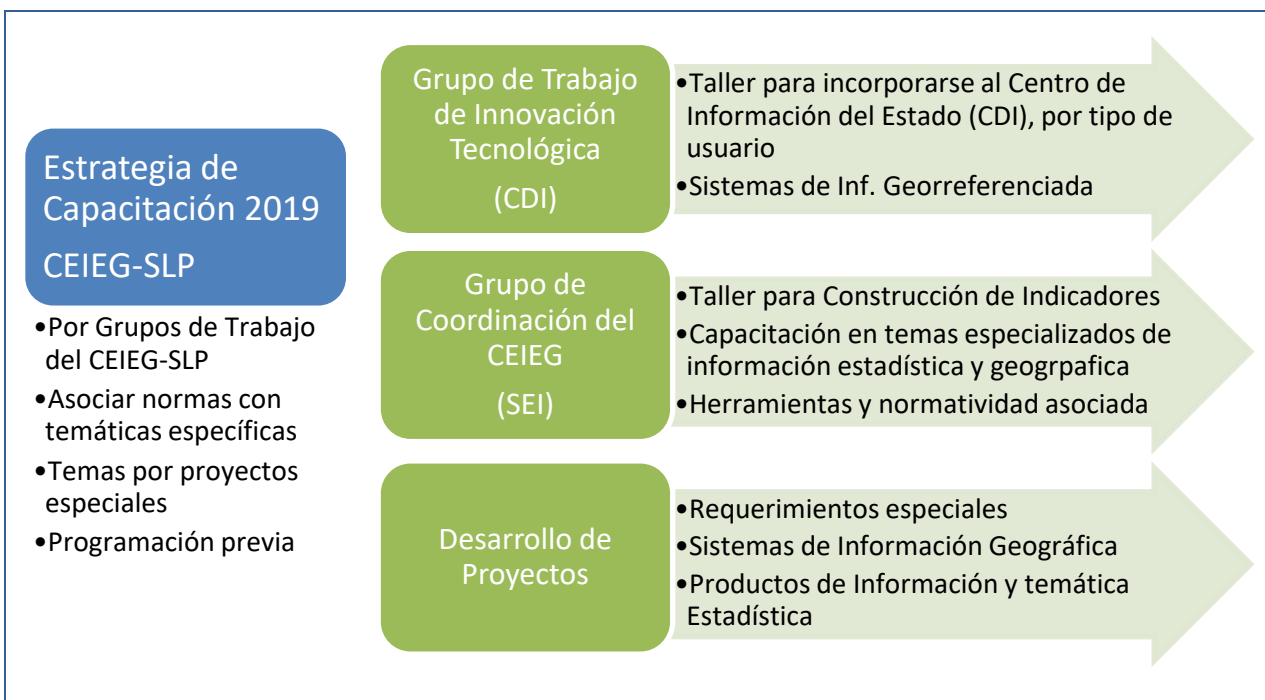 Estrategia de
Capacitación 2019
CEIEG-SLP
•Por Grupos de Trabajo
del CEIEG-SLP
•Asociar normas con
temáticas específicas
•Temas por proyectos
especiales
•Programación previa
Grupo de Trabajo
de Innovación
Tecnológica
(CDI)
•Taller para incorporarse al Centro de
Información del Estado (CDI), por tipo de
usuario
•Sistemas de Inf. Georreferenciada
Grupo de
Coordinación del
CEIEG
(SEI)
•Taller para Construcción de Indicadores
•Capacitación en temas especializados de
información estadística y geogrpafica
•Herramientas y normatividad asociada
Desarrollo de
Proyectos
•Requerimientos especiales
•Sistemas de Información Geográfica
•Productos de Información y temática
Estadística